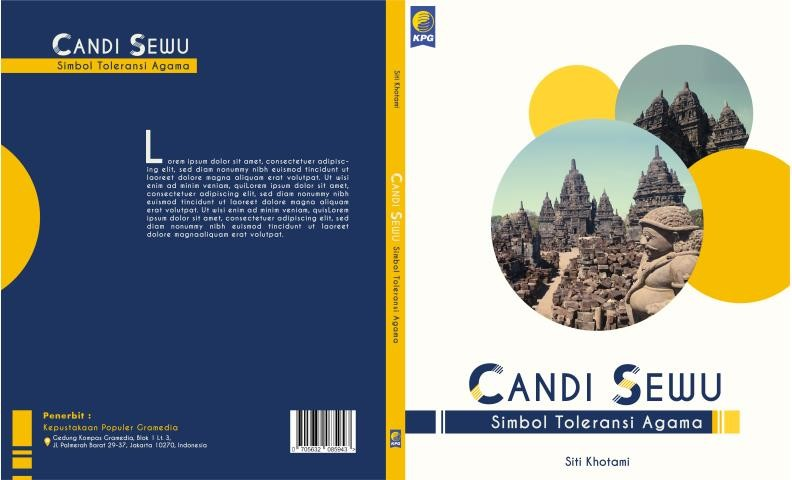 CANDI SEWU
Simbol Toleransi Agama
Lorem ipsum dolor sit amet, consectetuer adipisc-
ing elit, sed diam nonummy nibh euismod tincidunt ut
laoreet dolore magna aliquam erat volutpat. Ut wisi
enim ad minim veniam, quiLorem ipsum dolor sit amet,
consectetuer adipiscing elit, sed diam nonummy nibh
euismod tincidunt ut laoreet dolore magna aliquam
erat volutpat. Ut wisi enim ad minim veniam, quisLorem
ipsum dolor sit amet, consectetuer adipiscing elit, sed
diam nonummy nibh euismod tincidunt ut laoreet
dolore magnaaliquam erat volutpat.
Penerbit :
Kepustakaan Populer Gramedia
Gedung Kompas Gramedia, Blok 1 Lt 3,
Jl. Palmerah Barat 29-37, Jakarta 10270, Indonesia
0 705632 085943 >
Siti Khotami
CANDI SEWU Simbol Toleransi Agama
KPG
KPG
CANDI SEWU
Simbol Toleransi Agama
Siti Khotami